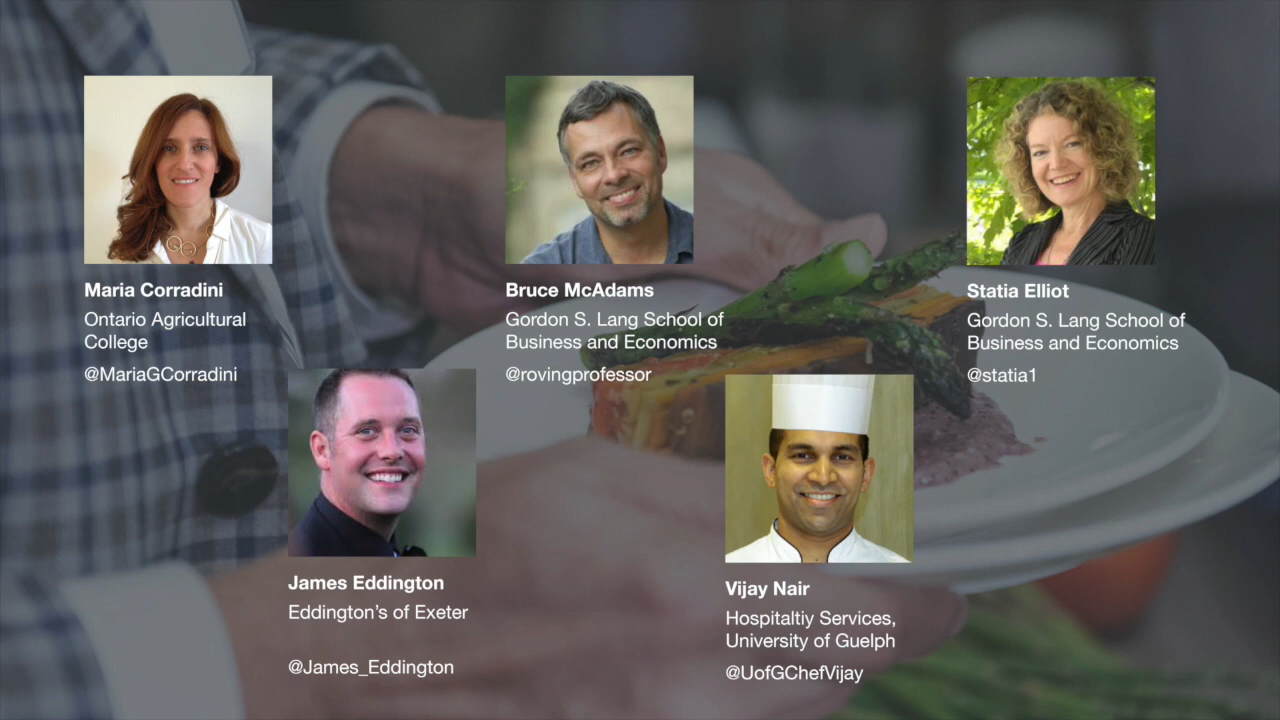 Maria Corradini
Ontario Agricultural
College
@MariaGCorradini
Bruce McAdams
Gordon S. Lang School of
Business and Economics
@rovingprofessor
Statia Elliot
Gordon S. Lang School of
Business and Economics
@statia1
James Eddington
Eddington’s of Exeter
@James_Eddington
Vijay Nair
Hospitaltiy Services,
University of Guelph
@UofGChefVijay